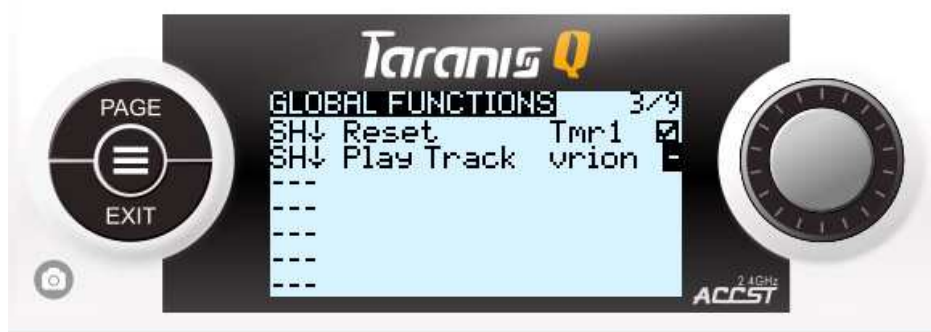 Taranis Q
PAGE
EXIT
GLOBAL FUNCTIONS 3/9
SH↓ Reset Tmr1 ☑
SH↓ Play Track vrion -
---
---
---
---
---
2.4GHz
ACCST